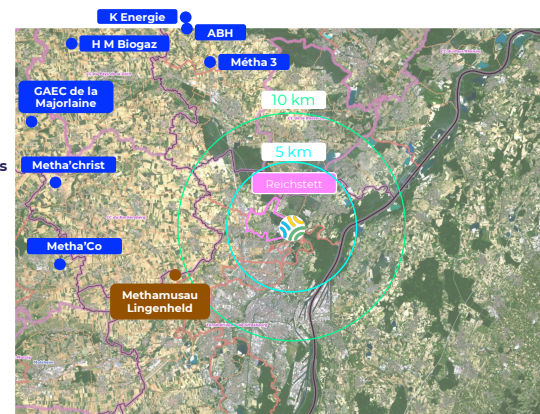 K Energie
ABH
H M Biogaz
Métha 3
GAEC de la
Majorlaine
10 km
5 km
Metha'christ
s
Reichstett
Metha'Co
Methamusau
Lingenheld